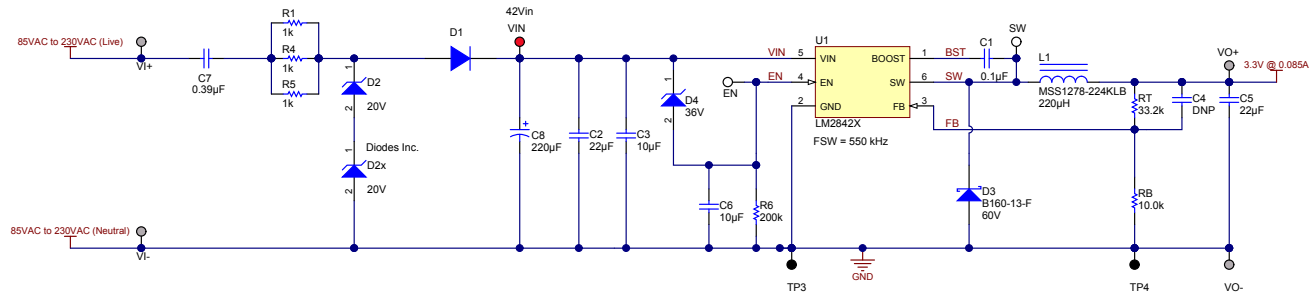 85VAC to 230VAC (Live)
VI+
C7
0.39µF
R1
1k
R4
1k
R5
1k
1
D2
2
20V
1
Diodes Inc.
D2x
2
20V
D1
42Vin
VIN
C8
220µF
C2
22µF
C3
10µF
1
D4
36V
2
EN
C6
10µF
R6
200k
VIN
EN
5
4
2
U1
VIN
EN
GND
BOOST
SW
FB
LM2842X
FSW = 550 kHz
1
6
3
BST
SW
FB
C1
0.1µF
SW
L1
MSS1278-224KLB
220µH
D3
B160-13-F
60V
RT
33.2k
RB
10.0k
C4
DNP
VO+
C5
22µF
3.3V @ 0.085A
85VAC to 230VAC (Neutral)
VI-
TP3
GND
TP4
VO-